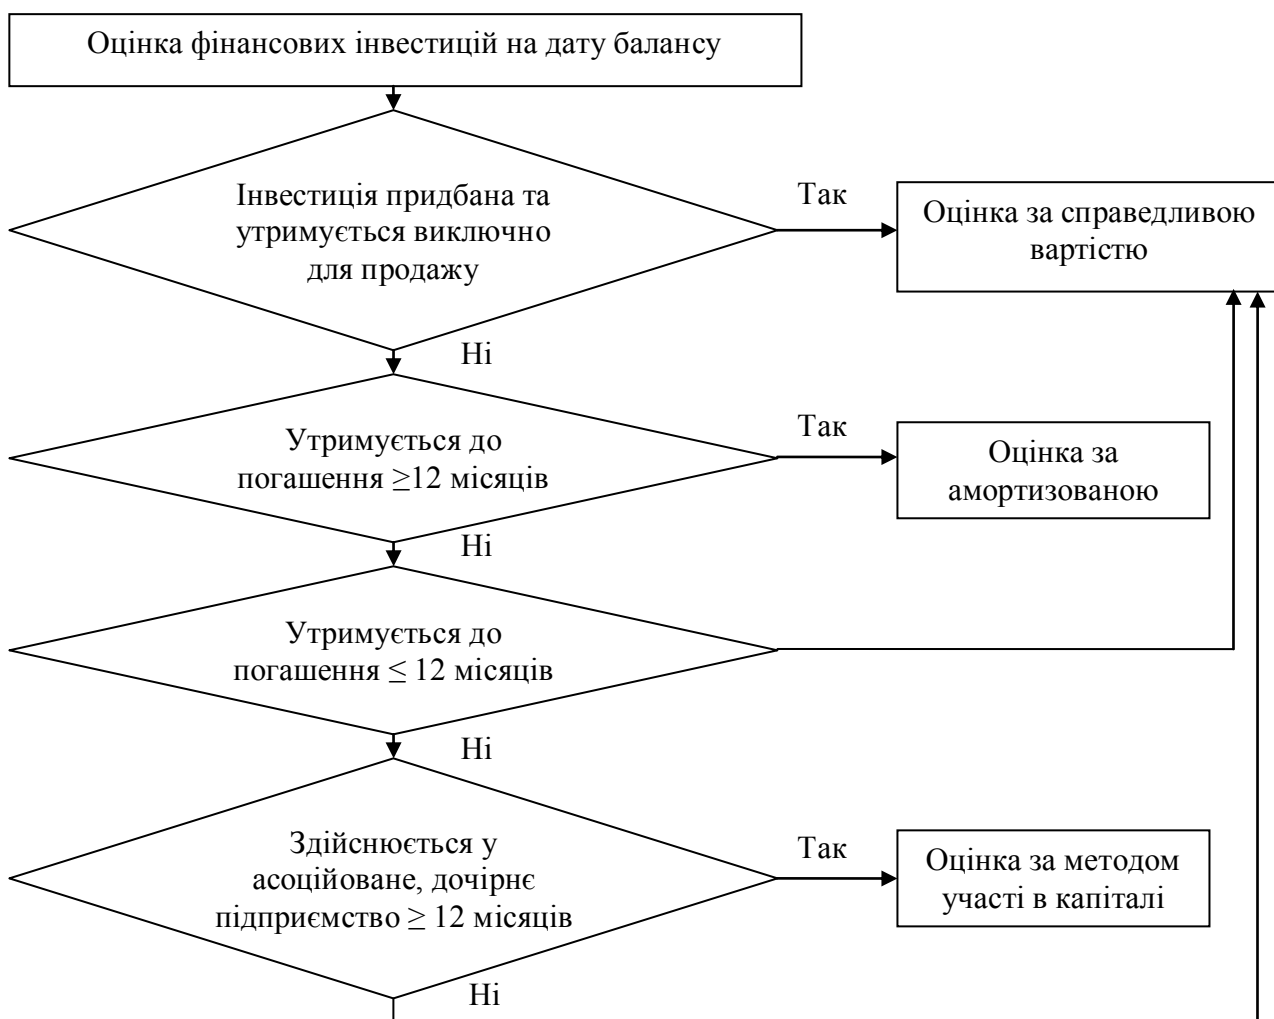 Оцінка фінансових інвестицій на дату балансу
Інвестиція придбана та
утримується виключно
для продажу
Так
Оцінка за справедливою
вартістю
Ні
Утримується до
погашення ≥12 місяців
Так
Оцінка за
амортизованою
Ні
Утримується до
погашення ≤ 12 місяців
Ні
Здійснюється у
асоційоване, дочірнє
підприємство ≥ 12 місяців
Так
Оцінка за методом
участі в капіталі
Ні